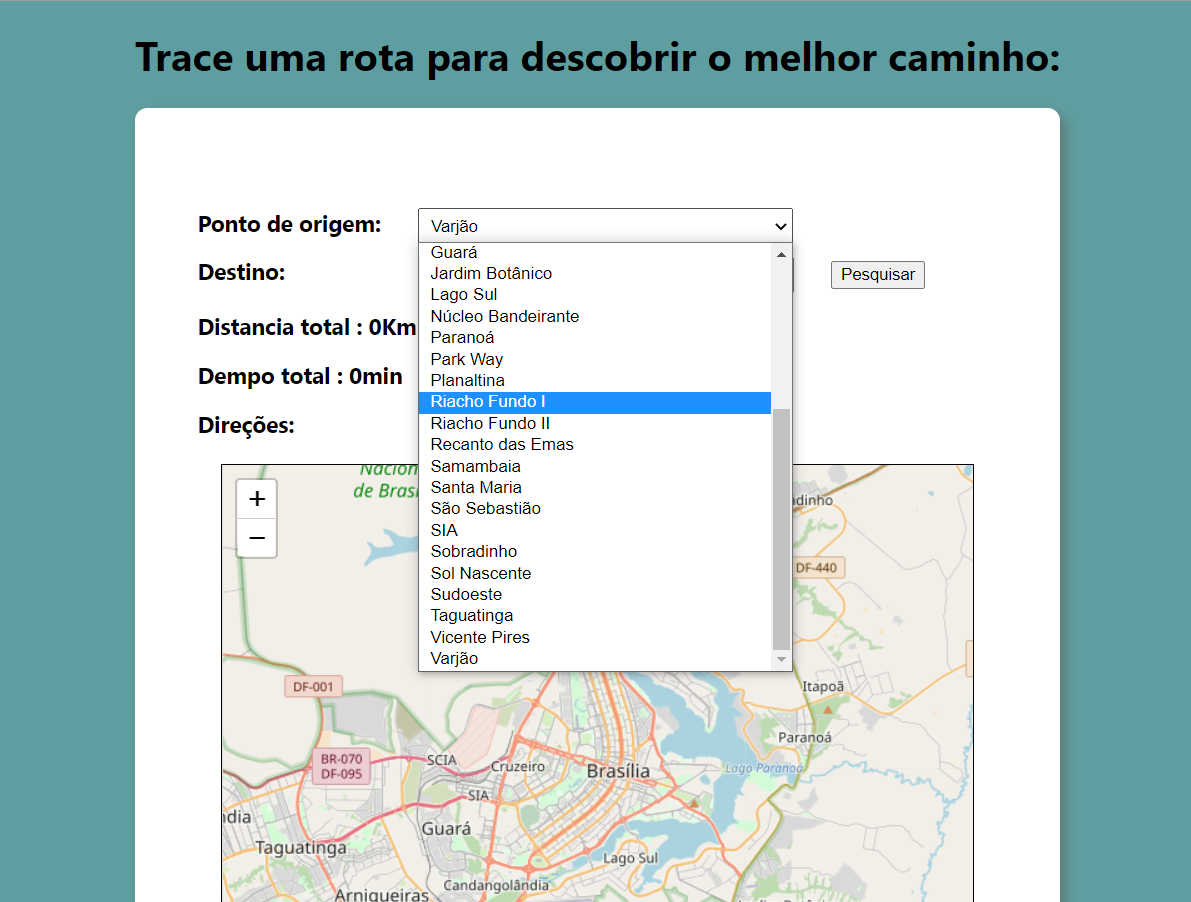 Trace uma rota para descobrir o melhor caminho:
Ponto de origem:
Varjão
Destino:
Pesquisar
Distancia total : 0Km
Dempo total : 0min
Direções:
Guará
Jardim Botânico
Lago Sul
Núcleo Bandeirante
Paranoá
Park Way
Planaltina
Riacho Fundo I
Riacho Fundo II
Recanto das Emas
Samambaia
Santa Maria
São Sebastião
SIA
Sobradinho
Sol Nascente
Sudoeste
Taguatinga
Vicente Pires
Varjão
+
−
Nacion
de Brasí
adinho
DF-440
DF-001
Itapoã
Paranoá
BR-070
DF-095
SCIA
Cruzeiro
Brasília
Lago Paranoá
SIA
ndia
Guará
Taguatinga
Lago Sul
Candangolândia
Arniqueiras